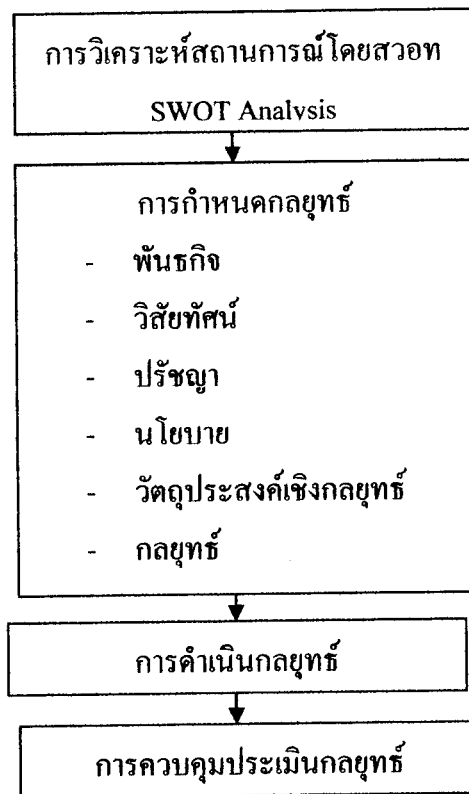 การวิเคราะห์สถานการณ์โดยสวอท
SWOT Analysis
การกำหนดกลยุทธ์
- พันธกิจ
- วิสัยทัศน์
- ปรัชญา
- นโยบาย
- วัตถุประสงค์เชิงกลยุทธ์
- กลยุทธ์
การดำเนินกลยุทธ์
การควบคุมประเมินกลยุทธ์